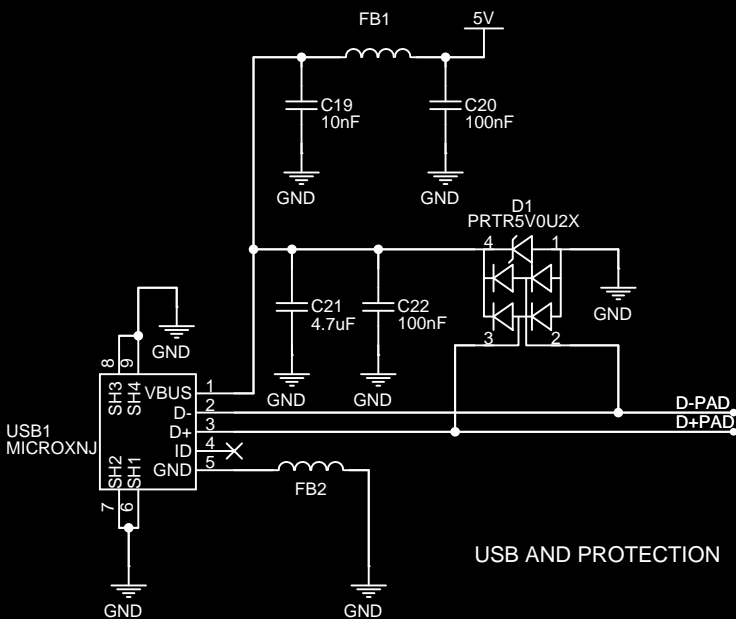 FB1
5V
C19
10nF
C20
100nF
GND
GND
D1
PRTR5V0U2X
4
1
C21
4.7uF
C22
100nF
GND
3
2
GND
8
9
SH3
SH4
GND
GND
VBUS
1
D-
2
D-PAD
D+
3
D+PAD
USB1
MICROXNJ
ID
4
GND
5
SH2
SH1
FB2
7
6
USB AND PROTECTION
GND
GND